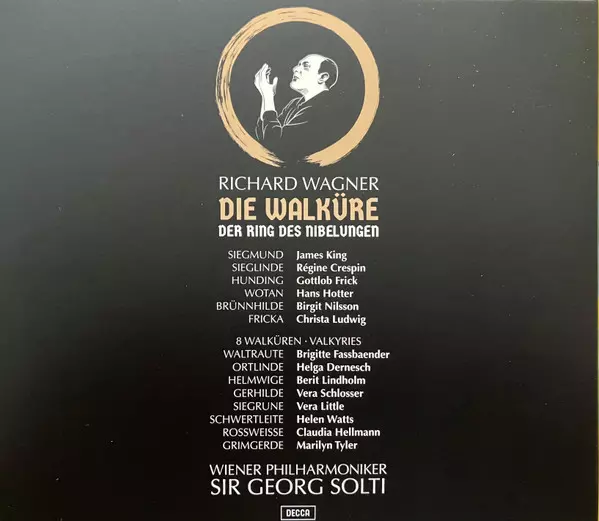 RICHARD WAGNER
DIE WALKÜRE
DER RING DES NIBELUNGEN
SIEGMUND James King
SIEGLINDE Régine Crespin
HUNDING Gottlob Frick
WOTAN Hans Hotter
BRÜNNHILDE Birgit Nilsson
FRICKA Christa Ludwig
8 WALKÜREN · VALKYRIES
WALTRAUTE Brigitte Fassbaender
ORTLINDE Helga Dernesch
HELMWIGE Berit Lindholm
GERHILDE Vera Schlosser
SIEGRUNE Vera Little
SCHWERTLEITE Helen Watts
ROSSWEISSE Claudia Hellmann
GRIMGERDE Marilyn Tyler
WIENER PHILHARMONIKER
SIR GEORG SOLTI
DECCA